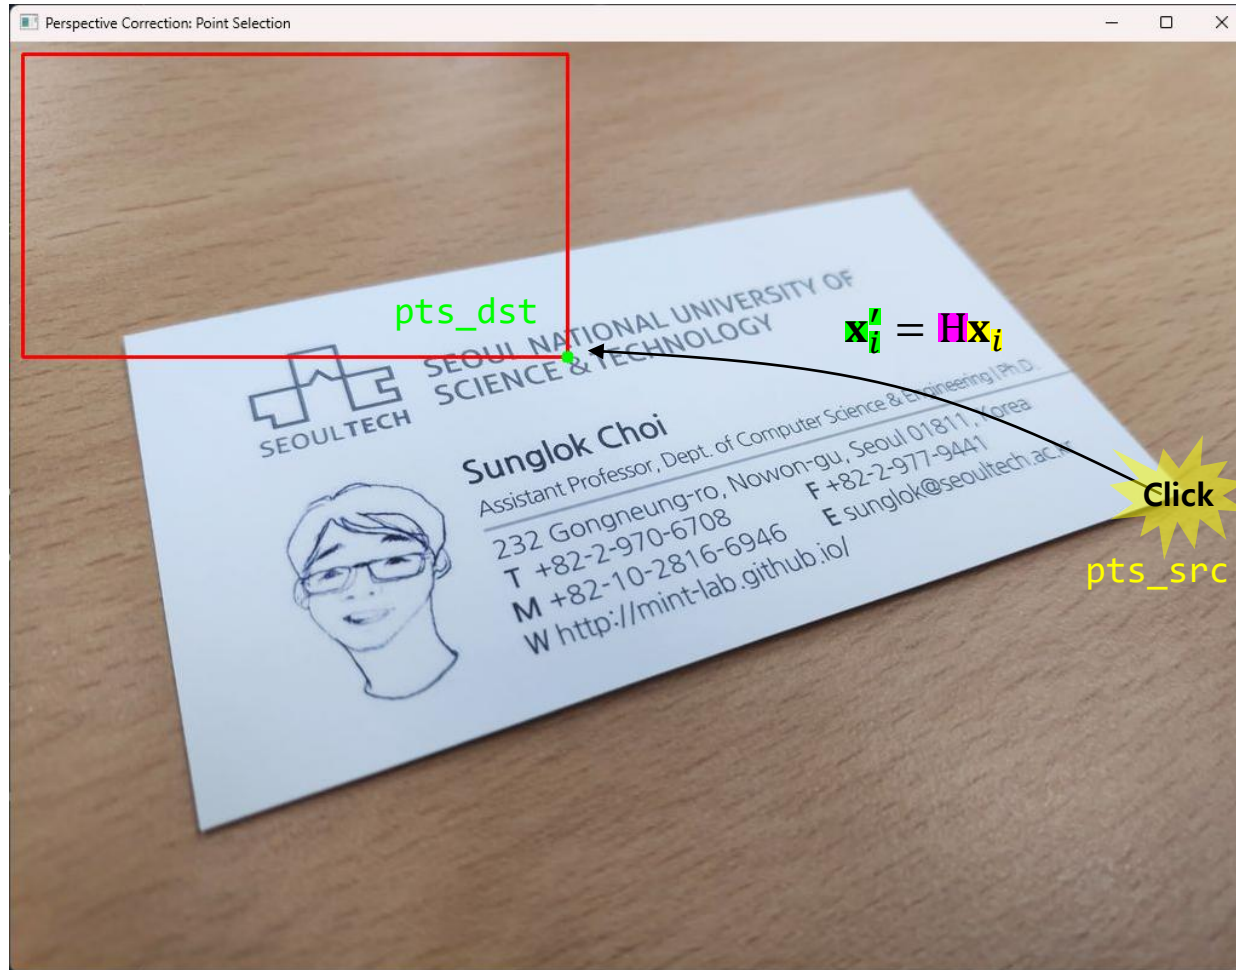 Perspective Correction: Point Selection
pts_dst
SEOUL NATIONAL UNIVERSITY OF
SCIENCE & TECHNOLOGY
SEOULTECH
x′ᵢ = Hxᵢ
Sunglok Choi
Assistant Professor, Dept. of Computer Science & Engineering | Ph.D.
232 Gongneung-ro, Nowon-gu, Seoul 01811, Korea
T +82-2-970-6708 F +82-2-977-9441
M +82-10-2816-6946 E sunglok@seoultech.ac.kr
W http://mint-lab.github.io/
Click
pts_src